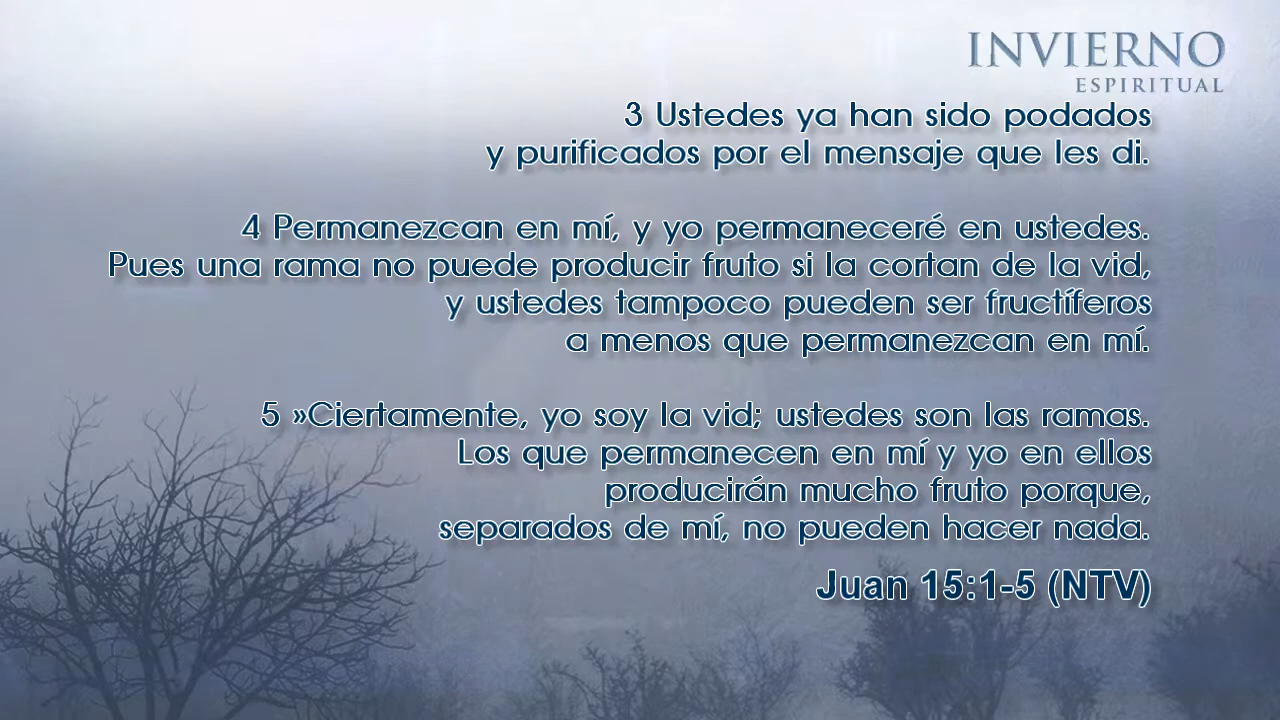 INVIERNO
ESPIRITUAL
3 Ustedes ya han sido podados
y purificados por el mensaje que les di.
4 Permanezcan en mí, y yo permaneceré en ustedes.
Pues una rama no puede producir fruto si la cortan de la vid,
y ustedes tampoco pueden ser fructíferos
a menos que permanezcan en mí.
5 »Ciertamente, yo soy la vid; ustedes son las ramas.
Los que permanecen en mí y yo en ellos
producirán mucho fruto porque,
separados de mí, no pueden hacer nada.
Juan 15:1-5 (NTV)